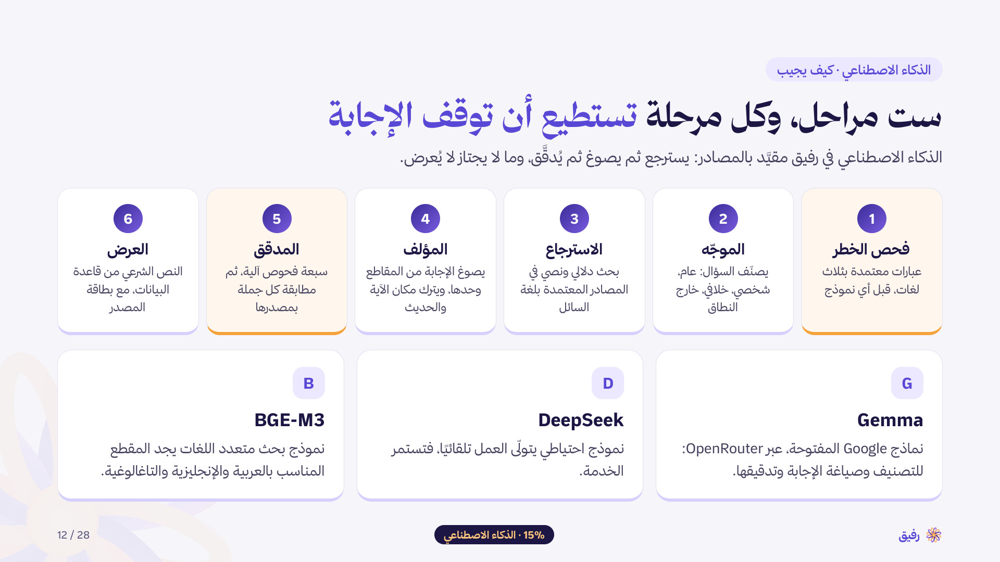 الذكاء الاصطناعي · كيف يجيب
ست مراحل، وكل مرحلة تستطيع أن توقف الإجابة
الذكاء الاصطناعي في رفيق مقيَّد بالمصادر: يسترجع ثم يصوغ ثم يُدقَّق، وما لا يجتاز لا يُعرض.
1
فحص الخطر
عبارات معتمدة بثلاث
لغات، قبل أي نموذج
2
الموجّه
يصنّف السؤال: عام،
شخصي، خلافي، خارج
النطاق
3
الاسترجاع
بحث دلالي ونصي في
المصادر المعتمدة بلغة
السائل
4
المؤلف
يصوغ الإجابة من المقاطع
وحدها، ويترك مكان الآية
والحديث
5
المدقق
سبعة فحوص آلية، ثم
مطابقة كل جملة
بمصدرها
6
العرض
النص الشرعي من قاعدة
البيانات، مع بطاقة
المصدر
G
Gemma
نماذج Google المفتوحة، عبر OpenRouter:
للتصنيف وصياغة الإجابة وتدقيقها.
D
DeepSeek
نموذج احتياطي يتولّى العمل تلقائيًا، فتستمر
الخدمة.
B
BGE-M3
نموذج بحث متعدد اللغات يجد المقطع
المناسب بالعربية والإنجليزية والتاغالوغية.
رفيق
15% · الذكاء الاصطناعي
12 / 28